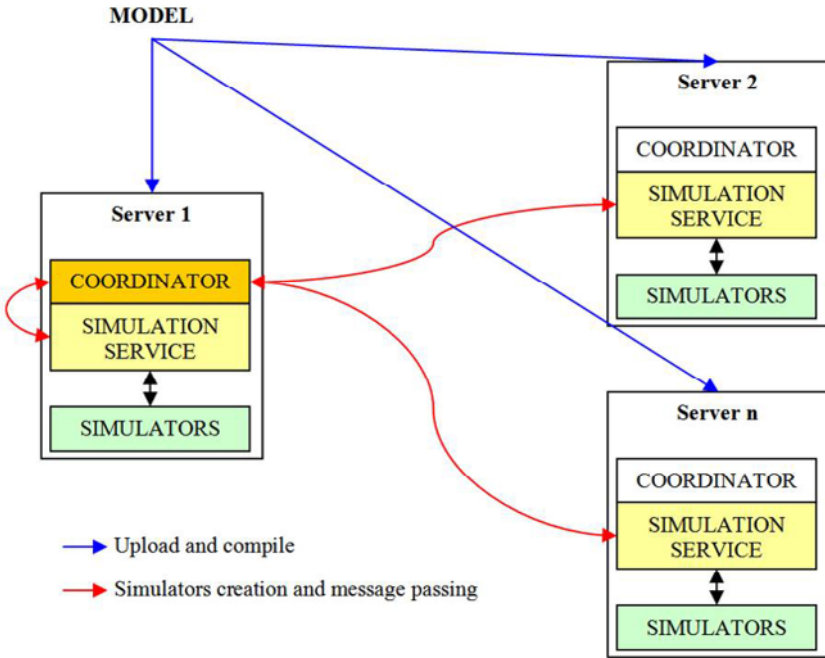 MODEL
Server 2
COORDINATOR
SIMULATION
SERVICE
SIMULATORS
Server 1
COORDINATOR
SIMULATION
SERVICE
SIMULATORS
Server n
COORDINATOR
SIMULATION
SERVICE
SIMULATORS
Upload and compile
Simulators creation and message passing